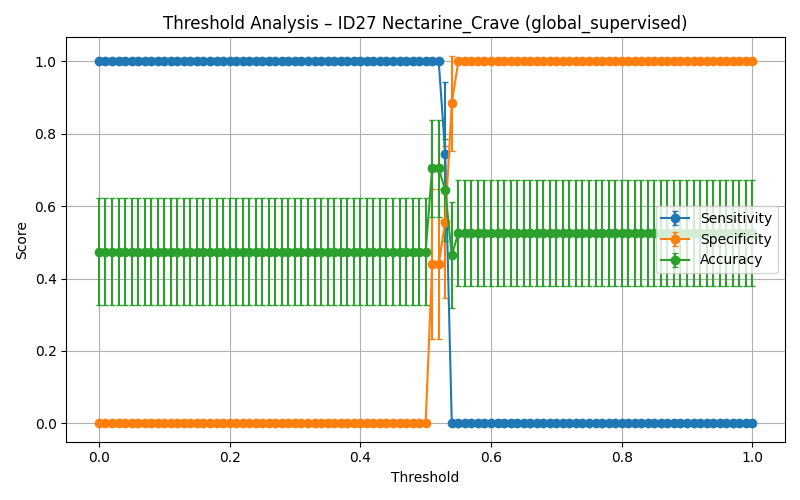 Threshold Analysis – ID27 Nectarine_Crave (global_supervised)
Score
1.0
0.8
0.6
0.4
0.2
0.0
Sensitivity
Specificity
Accuracy
0.0 0.2 0.4 0.6 0.8 1.0
Threshold